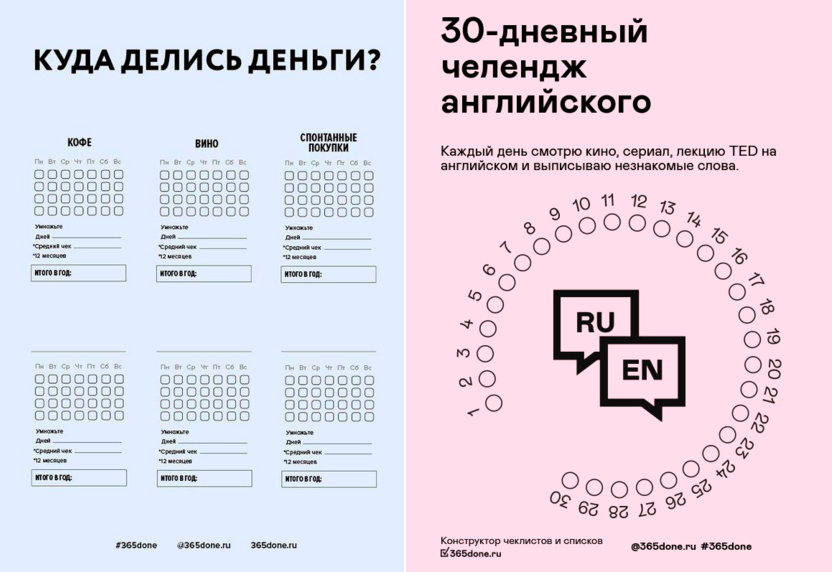 КУДА ДЕЛИСЬ ДЕНЬГИ?
КОФЕ
Пн Вт Ср Чт Пт Сб Вс
Умножьте
Дней
*Средний чек
*12 месяцев
ИТОГО В ГОД:
ВИНО
Пн Вт Ср Чт Пт Сб Вс
Умножьте
Дней
*Средний чек
*12 месяцев
ИТОГО В ГОД:
СПОНТАННЫЕ
ПОКУПКИ
Пн Вт Ср Чт Пт Сб Вс
Умножьте
Дней
*Средний чек
*12 месяцев
ИТОГО В ГОД:
Пн Вт Ср Чт Пт Сб Вс
Умножьте
Дней
*Средний чек
*12 месяцев
ИТОГО В ГОД:
Пн Вт Ср Чт Пт Сб Вс
Умножьте
Дней
*Средний чек
*12 месяцев
ИТОГО В ГОД:
Пн Вт Ср Чт Пт Сб Вс
Умножьте
Дней
*Средний чек
*12 месяцев
ИТОГО В ГОД:
#365done @365done.ru 365done.ru
30-дневный
челендж
английского
Каждый день смотрю кино, сериал, лекцию TED на
английском и выписываю незнакомые слова.
1 2 3 4 5 6 7 8 9 10 11 12 13 14 15 16 17 18 19 20 21 22 23 24 25 26 27 28 29 30
RU
EN
Конструктор чеклистов и списков
365done.ru
@365done.ru #365done